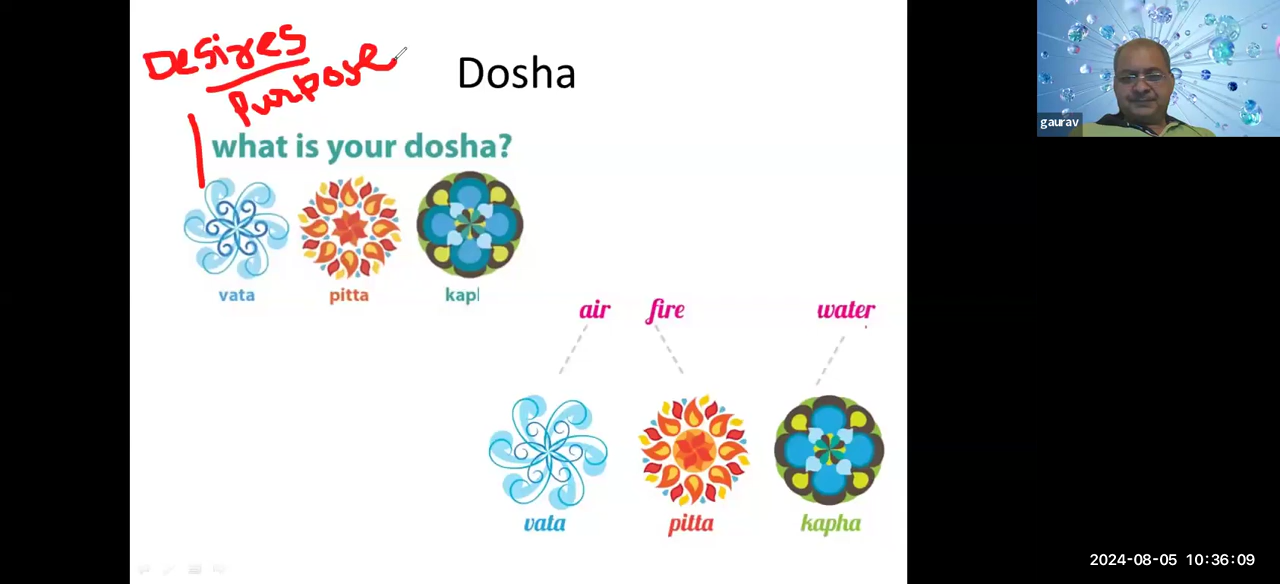 Desires
Purpose
Dosha
what is your dosha?
vata pitta kapl
air fire water
vata pitta kapha
gaurav
2024-08-05 10:36:09